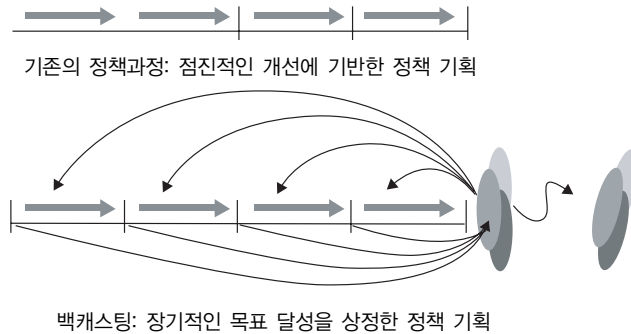 기존의 정책과정: 점진적인 개선에 기반한 정책 기획
백캐스팅: 장기적인 목표 달성을 상정한 정책 기획